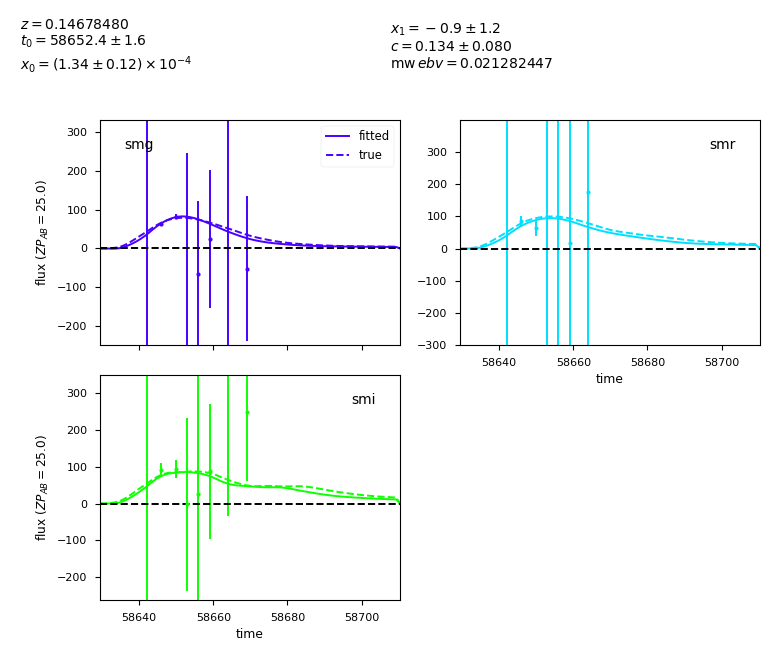 z = 0.14678480
t₀ = 58652.4 ± 1.6
x₀ = (1.34 ± 0.12) × 10⁻⁴
x₁ = −0.9 ± 1.2
c = 0.134 ± 0.080
mw ebv = 0.021282447
smg
fitted
true
300
200
100
0
−100
−200
flux (ZP_AB = 25.0)
smr
300
200
100
0
−100
−200
−300
58640 58660 58680 58700
time
smi
300
200
100
0
−100
−200
flux (ZP_AB = 25.0)
58640 58660 58680 58700
time